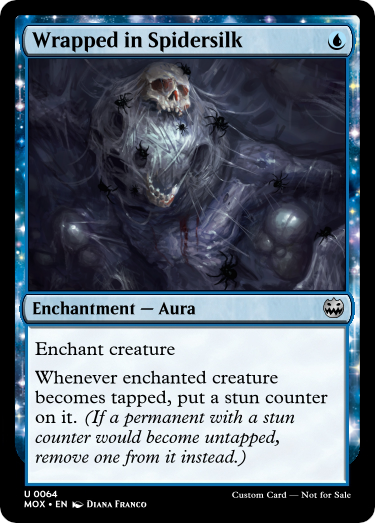 Wrapped in Spidersilk
Enchantment — Aura
Enchant creature
Whenever enchanted creature
becomes tapped, put a stun counter
on it. (If a permanent with a stun
counter would become untapped,
remove one from it instead.)
U 0064
MOX • EN Diana Franco
Custom Card — Not for Sale